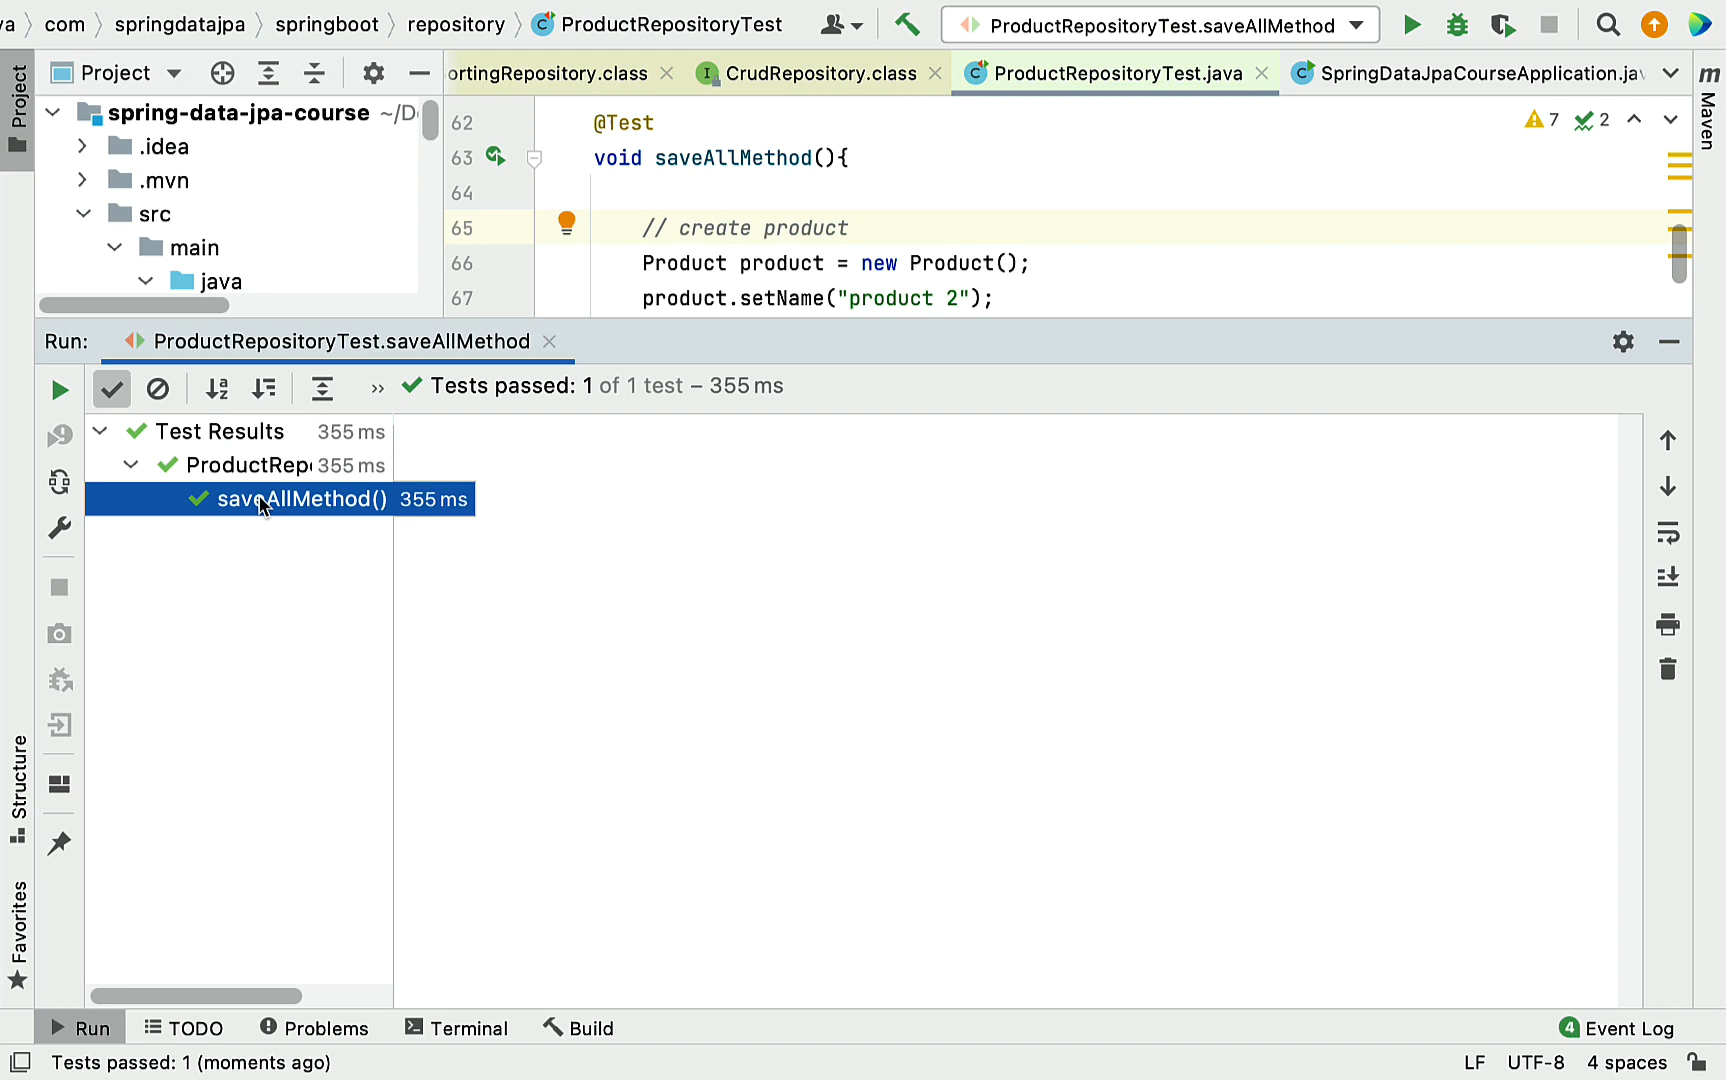 va com springdatajpa springboot repository ProductRepositoryTest ProductRepositoryTest.saveAllMethod
Project
ortingRepository.class CrudRepository.class ProductRepositoryTest.java SpringDataJpaCourseApplication.jav
Project
Maven
spring-data-jpa-course ~/D
.idea
.mvn
src
main
java
7 2
62 @Test
63 void saveAllMethod(){
64
65 // create product
66 Product product = new Product();
67 product.setName("product 2");
Run: ProductRepositoryTest.saveAllMethod
Tests passed: 1 of 1 test – 355 ms
Test Results 355 ms
ProductRep 355 ms
saveAllMethod() 355 ms
Structure
Favorites
Run TODO Problems Terminal Build 4 Event Log
Tests passed: 1 (moments ago) LF UTF-8 4 spaces